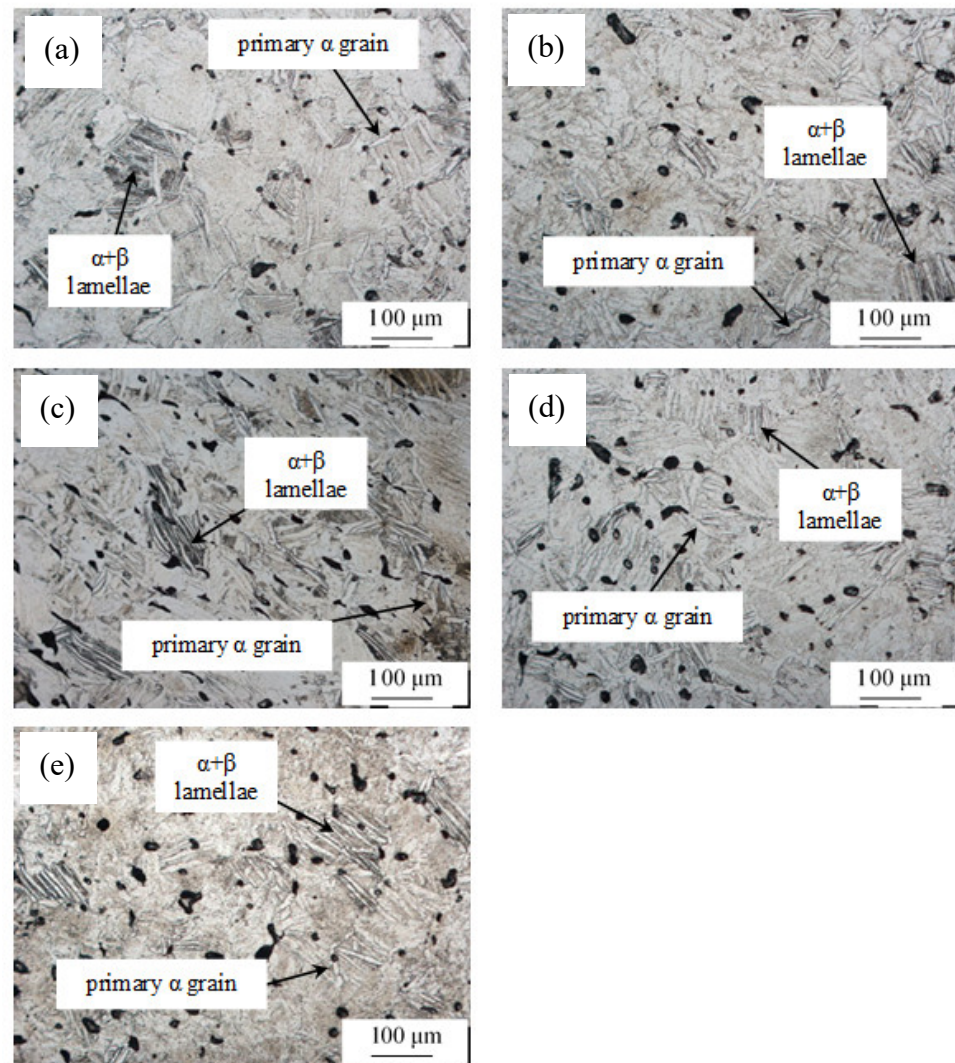 (a)
primary α grain
α+β
lamellae
100 μm
(b)
α+β
lamellae
primary α grain
100 μm
(c)
α+β
lamellae
primary α grain
100 μm
(d)
α+β
lamellae
primary α grain
100 μm
(e)
α+β
lamellae
primary α grain
100 μm